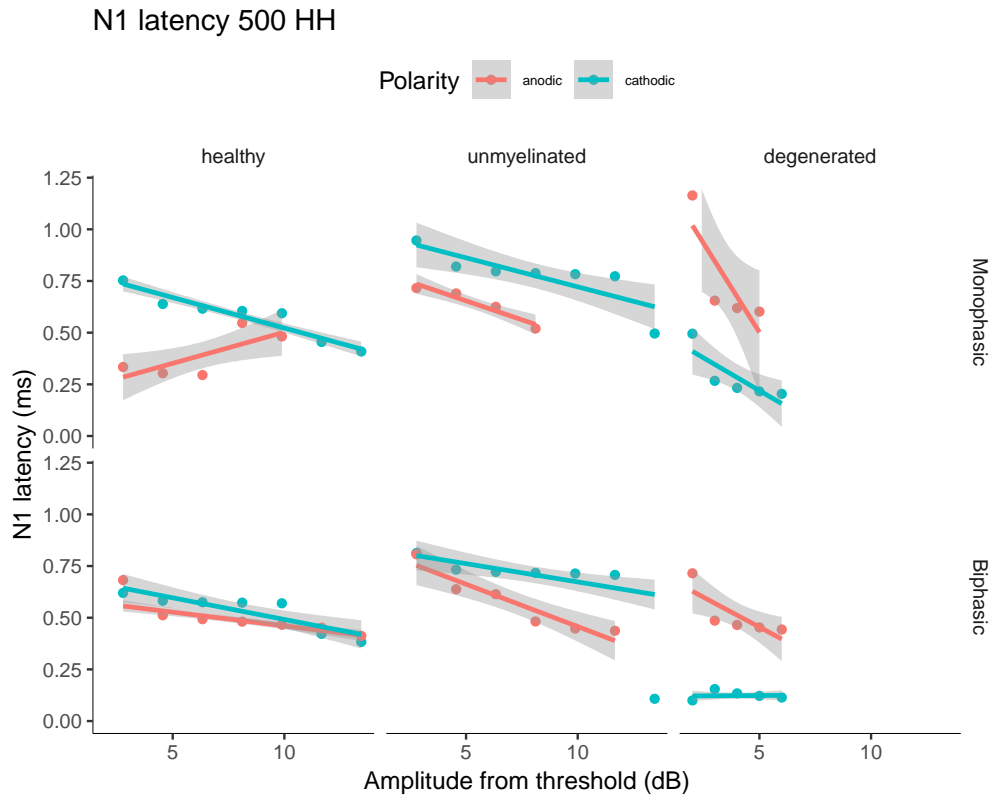 N1 latency 500 HH
Polarity anodic cathodic
healthy unmyelinated degenerated
1.25
1.00
0.75
0.50
0.25
0.00
Monophasic
1.25
1.00
0.75
0.50
0.25
0.00
Biphasic
N1 latency (ms)
5 10 5 10 5 10
Amplitude from threshold (dB)